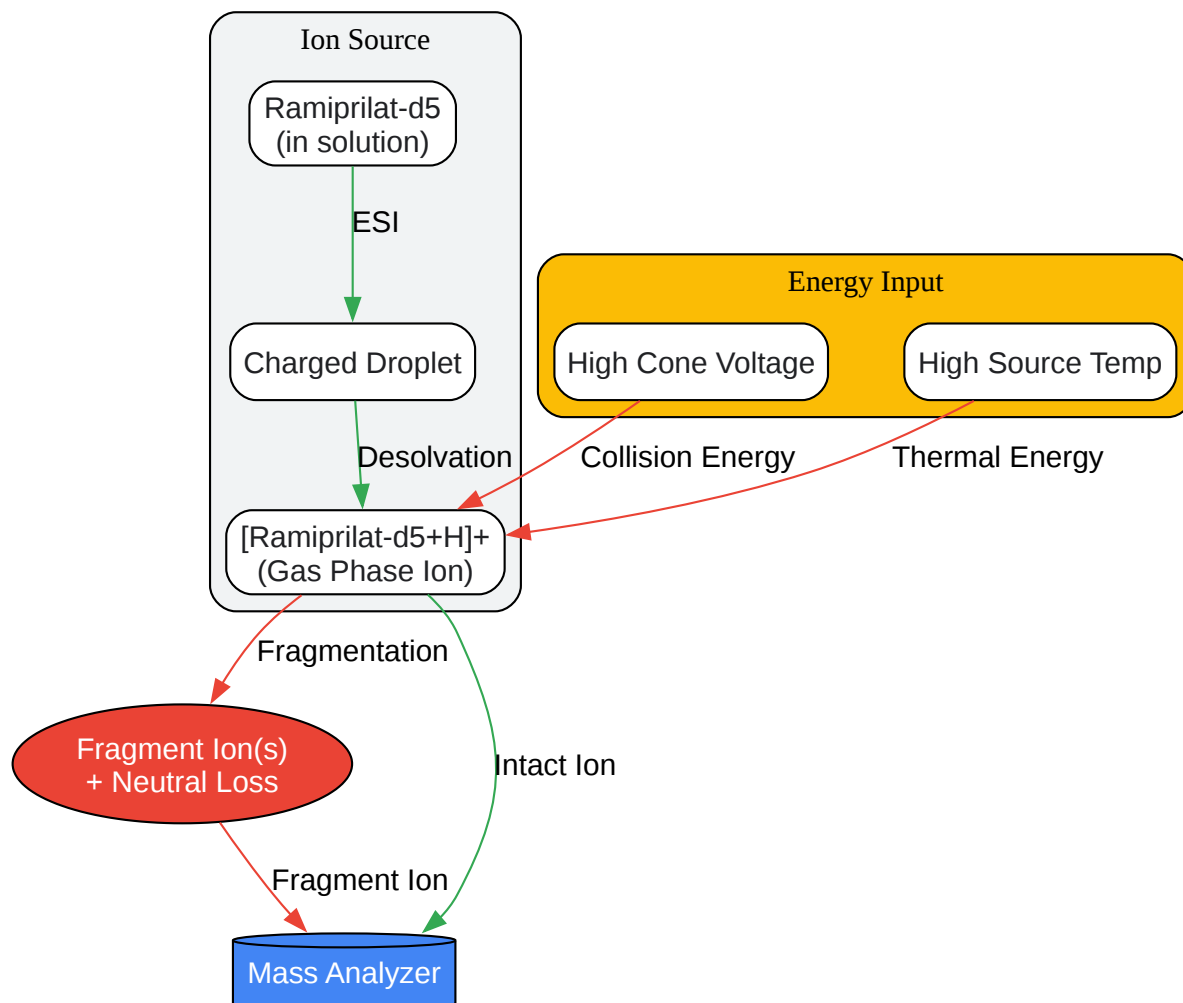 Ion Source
Ramiprilat-d5
(in solution)
ESI
Energy Input
Charged Droplet
High Cone Voltage
High Source Temp
Desolvation
Collision Energy
Thermal Energy
[Ramiprilat-d5+H]+
(Gas Phase Ion)
Fragmentation
Fragment Ion(s)
+ Neutral Loss
Intact Ion
Fragment Ion
Mass Analyzer